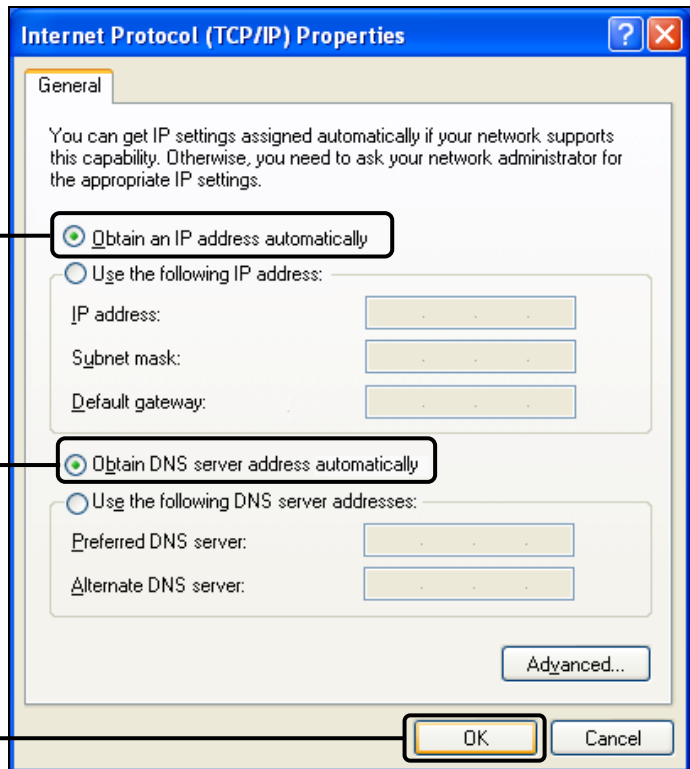 Internet Protocol (TCP/IP) Properties
General
You can get IP settings assigned automatically if your network supports
this capability. Otherwise, you need to ask your network administrator for
the appropriate IP settings.
Obtain an IP address automatically
Use the following IP address:
IP address:
Subnet mask:
Default gateway:
Obtain DNS server address automatically
Use the following DNS server addresses:
Preferred DNS server:
Alternate DNS server:
Advanced...
OK Cancel